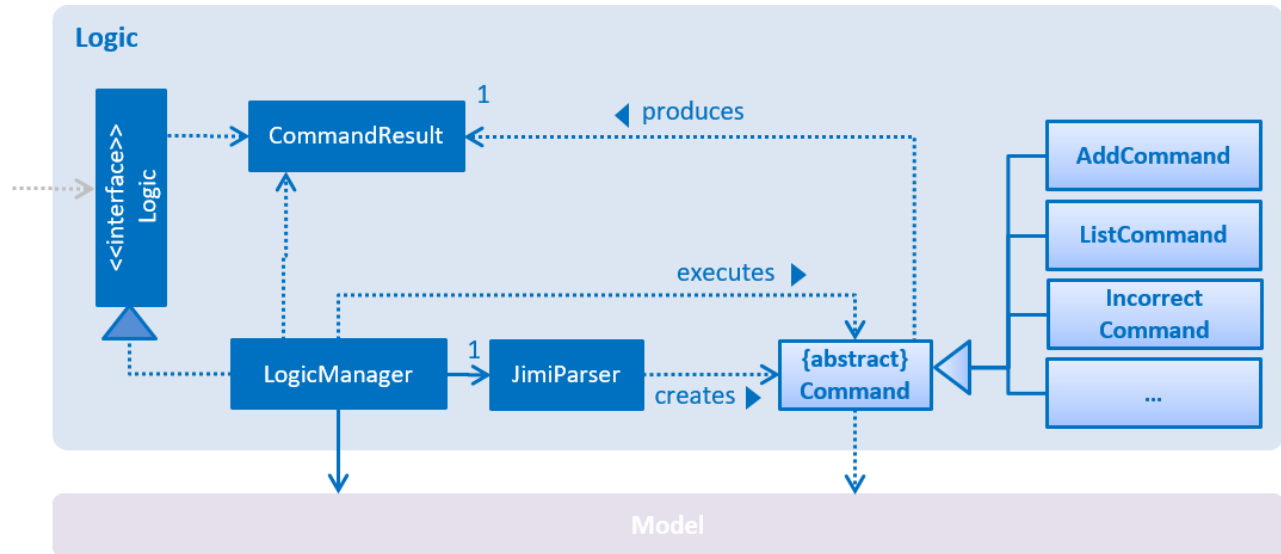 Logic
<<interface>>
Logic
CommandResult
1
produces
AddCommand
ListCommand
executes
Incorrect
Command
LogicManager
1
JimiParser
creates
{abstract}
Command
...
Model